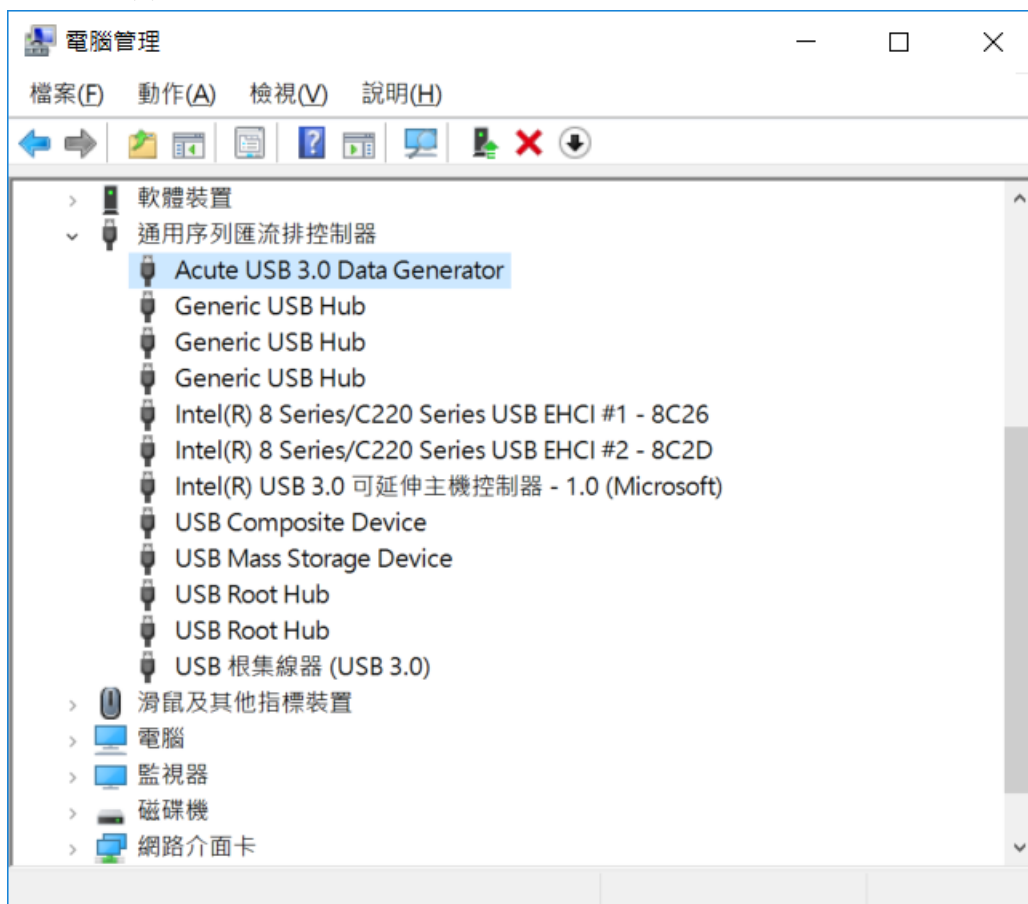 電腦管理
檔案(F) 動作(A) 檢視(V) 說明(H)
軟體裝置
通用序列匯流排控制器
Acute USB 3.0 Data Generator
Generic USB Hub
Generic USB Hub
Generic USB Hub
Intel(R) 8 Series/C220 Series USB EHCI #1 - 8C26
Intel(R) 8 Series/C220 Series USB EHCI #2 - 8C2D
Intel(R) USB 3.0 可延伸主機控制器 - 1.0 (Microsoft)
USB Composite Device
USB Mass Storage Device
USB Root Hub
USB Root Hub
USB 根集線器 (USB 3.0)
滑鼠及其他指標裝置
電腦
監視器
磁碟機
網路介面卡